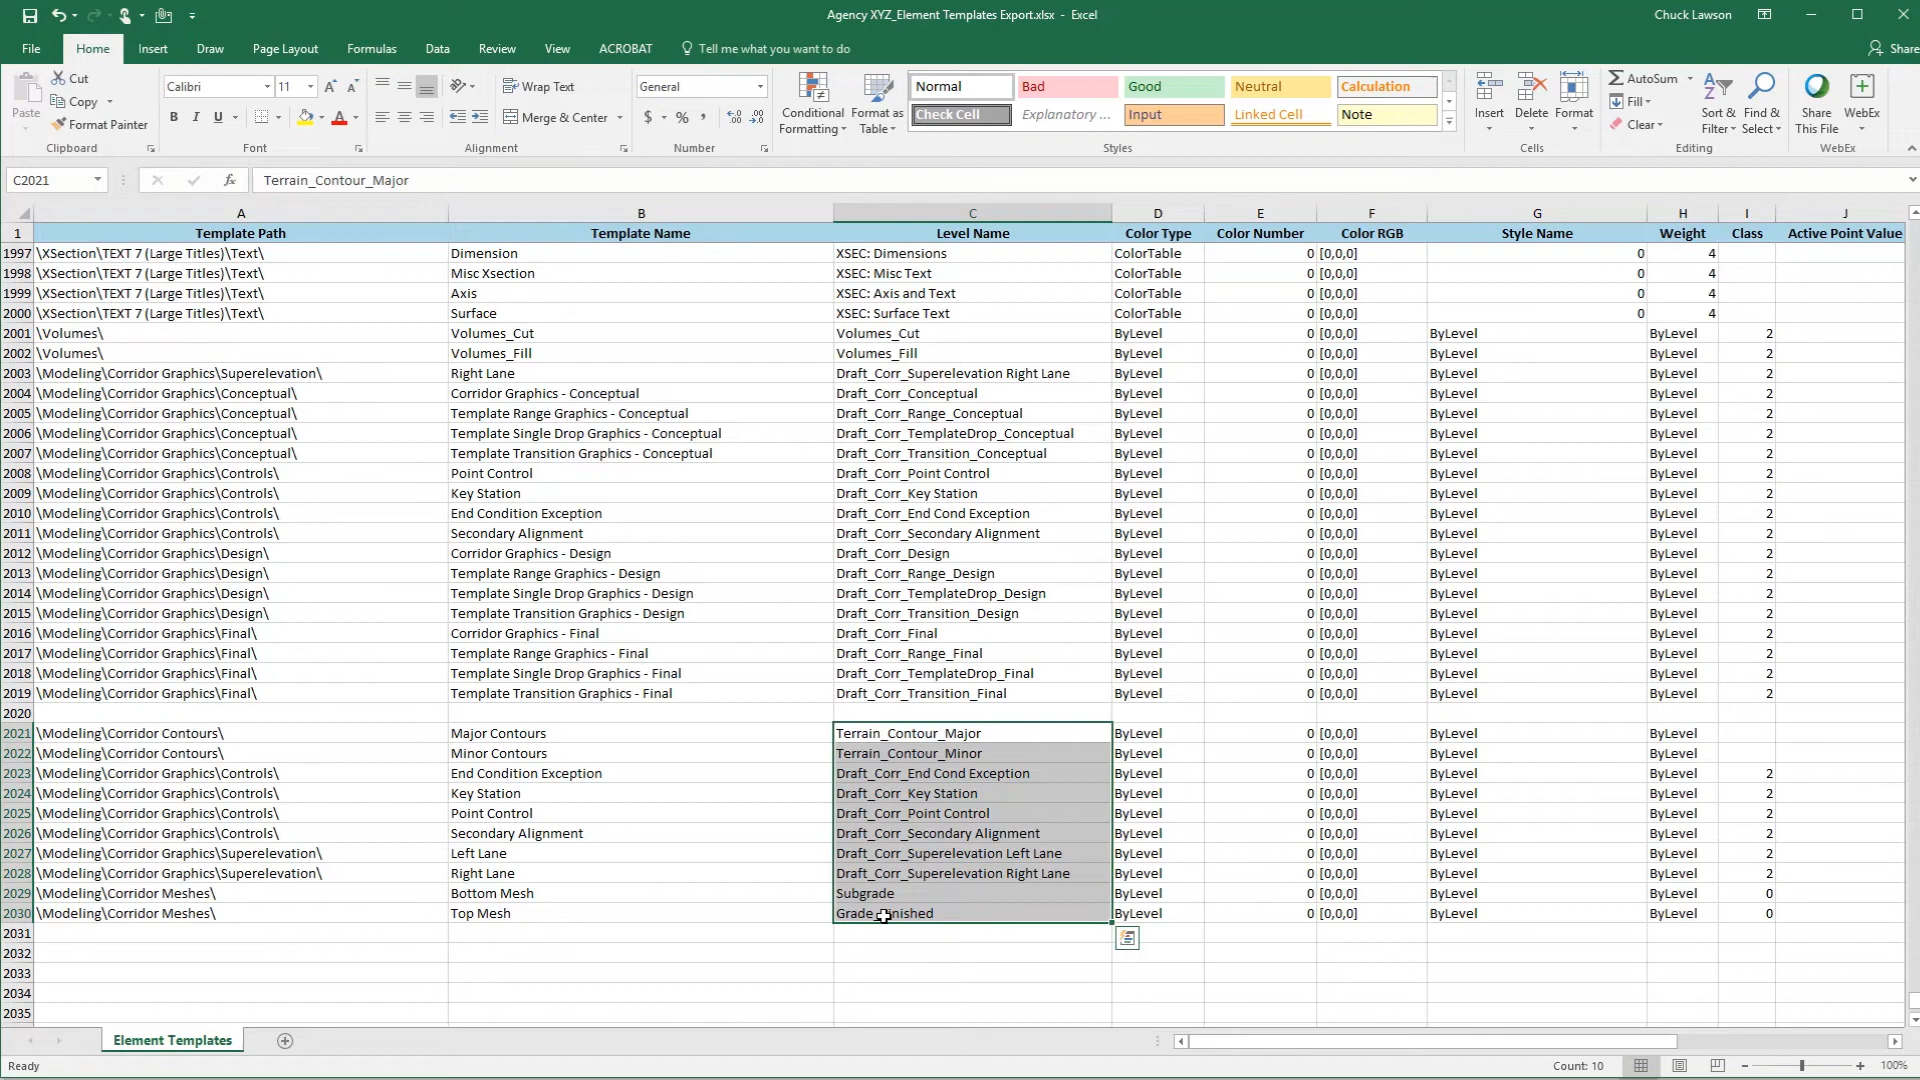 Agency XYZ_Element Templates Export.xlsx - Excel
Chuck Lawson
File Home Insert Draw Page Layout Formulas Data Review View ACROBAT Tell me what you want to do Share
Paste Cut Copy Format Painter Clipboard
Calibri 11 B I U Font
Wrap Text Merge & Center Alignment
General $ % Number
Conditional Formatting Format as Table
Normal Bad Good Neutral Calculation
Check Cell Explanatory ... Input Linked Cell Note
Styles
Insert Delete Format Cells
AutoSum Fill Clear Sort & Filter Find & Select Editing
Share This File WebEx WebEx
C2021 fx Terrain_Contour_Major
A B C D E F G H I J
1 Template Path Template Name Level Name Color Type Color Number Color RGB Style Name Weight Class Active Point Value
1997 \XSection\TEXT 7 (Large Titles)\Text\ Dimension XSEC: Dimensions ColorTable 0 [0,0,0] 0 4
1998 \XSection\TEXT 7 (Large Titles)\Text\ Misc Xsection XSEC: Misc Text ColorTable 0 [0,0,0] 0 4
1999 \XSection\TEXT 7 (Large Titles)\Text\ Axis XSEC: Axis and Text ColorTable 0 [0,0,0] 0 4
2000 \XSection\TEXT 7 (Large Titles)\Text\ Surface XSEC: Surface Text ColorTable 0 [0,0,0] 0 4
2001 \Volumes\ Volumes_Cut Volumes_Cut ByLevel 0 [0,0,0] ByLevel ByLevel 2
2002 \Volumes\ Volumes_Fill Volumes_Fill ByLevel 0 [0,0,0] ByLevel ByLevel 2
2003 \Modeling\Corridor Graphics\Superelevation\ Right Lane Draft_Corr_Superelevation Right Lane ByLevel 0 [0,0,0] ByLevel ByLevel 2
2004 \Modeling\Corridor Graphics\Conceptual\ Corridor Graphics - Conceptual Draft_Corr_Conceptual ByLevel 0 [0,0,0] ByLevel ByLevel 2
2005 \Modeling\Corridor Graphics\Conceptual\ Template Range Graphics - Conceptual Draft_Corr_Range_Conceptual ByLevel 0 [0,0,0] ByLevel ByLevel 2
2006 \Modeling\Corridor Graphics\Conceptual\ Template Single Drop Graphics - Conceptual Draft_Corr_TemplateDrop_Conceptual ByLevel 0 [0,0,0] ByLevel ByLevel 2
2007 \Modeling\Corridor Graphics\Conceptual\ Template Transition Graphics - Conceptual Draft_Corr_Transition_Conceptual ByLevel 0 [0,0,0] ByLevel ByLevel 2
2008 \Modeling\Corridor Graphics\Controls\ Point Control Draft_Corr_Point Control ByLevel 0 [0,0,0] ByLevel ByLevel 2
2009 \Modeling\Corridor Graphics\Controls\ Key Station Draft_Corr_Key Station ByLevel 0 [0,0,0] ByLevel ByLevel 2
2010 \Modeling\Corridor Graphics\Controls\ End Condition Exception Draft_Corr_End Cond Exception ByLevel 0 [0,0,0] ByLevel ByLevel 2
2011 \Modeling\Corridor Graphics\Controls\ Secondary Alignment Draft_Corr_Secondary Alignment ByLevel 0 [0,0,0] ByLevel ByLevel 2
2012 \Modeling\Corridor Graphics\Design\ Corridor Graphics - Design Draft_Corr_Design ByLevel 0 [0,0,0] ByLevel ByLevel 2
2013 \Modeling\Corridor Graphics\Design\ Template Range Graphics - Design Draft_Corr_Range_Design ByLevel 0 [0,0,0] ByLevel ByLevel 2
2014 \Modeling\Corridor Graphics\Design\ Template Single Drop Graphics - Design Draft_Corr_TemplateDrop_Design ByLevel 0 [0,0,0] ByLevel ByLevel 2
2015 \Modeling\Corridor Graphics\Design\ Template Transition Graphics - Design Draft_Corr_Transition_Design ByLevel 0 [0,0,0] ByLevel ByLevel 2
2016 \Modeling\Corridor Graphics\Final\ Corridor Graphics - Final Draft_Corr_Final ByLevel 0 [0,0,0] ByLevel ByLevel 2
2017 \Modeling\Corridor Graphics\Final\ Template Range Graphics - Final Draft_Corr_Range_Final ByLevel 0 [0,0,0] ByLevel ByLevel 2
2018 \Modeling\Corridor Graphics\Final\ Template Single Drop Graphics - Final Draft_Corr_TemplateDrop_Final ByLevel 0 [0,0,0] ByLevel ByLevel 2
2019 \Modeling\Corridor Graphics\Final\ Template Transition Graphics - Final Draft_Corr_Transition_Final ByLevel 0 [0,0,0] ByLevel ByLevel 2
2020
2021 \Modeling\Corridor Contours\ Major Contours Terrain_Contour_Major ByLevel 0 [0,0,0] ByLevel ByLevel
2022 \Modeling\Corridor Contours\ Minor Contours Terrain_Contour_Minor ByLevel 0 [0,0,0] ByLevel ByLevel
2023 \Modeling\Corridor Graphics\Controls\ End Condition Exception Draft_Corr_End Cond Exception ByLevel 0 [0,0,0] ByLevel ByLevel 2
2024 \Modeling\Corridor Graphics\Controls\ Key Station Draft_Corr_Key Station ByLevel 0 [0,0,0] ByLevel ByLevel 2
2025 \Modeling\Corridor Graphics\Controls\ Point Control Draft_Corr_Point Control ByLevel 0 [0,0,0] ByLevel ByLevel 2
2026 \Modeling\Corridor Graphics\Controls\ Secondary Alignment Draft_Corr_Secondary Alignment ByLevel 0 [0,0,0] ByLevel ByLevel 2
2027 \Modeling\Corridor Graphics\Superelevation\ Left Lane Draft_Corr_Superelevation Left Lane ByLevel 0 [0,0,0] ByLevel ByLevel 2
2028 \Modeling\Corridor Graphics\Superelevation\ Right Lane Draft_Corr_Superelevation Right Lane ByLevel 0 [0,0,0] ByLevel ByLevel 2
2029 \Modeling\Corridor Meshes\ Bottom Mesh Subgrade ByLevel 0 [0,0,0] ByLevel ByLevel 0
2030 \Modeling\Corridor Meshes\ Top Mesh Grade_Finished ByLevel 0 [0,0,0] ByLevel ByLevel 0
2031
2032
2033
2034
2035
Element Templates
Ready Count: 10 100%